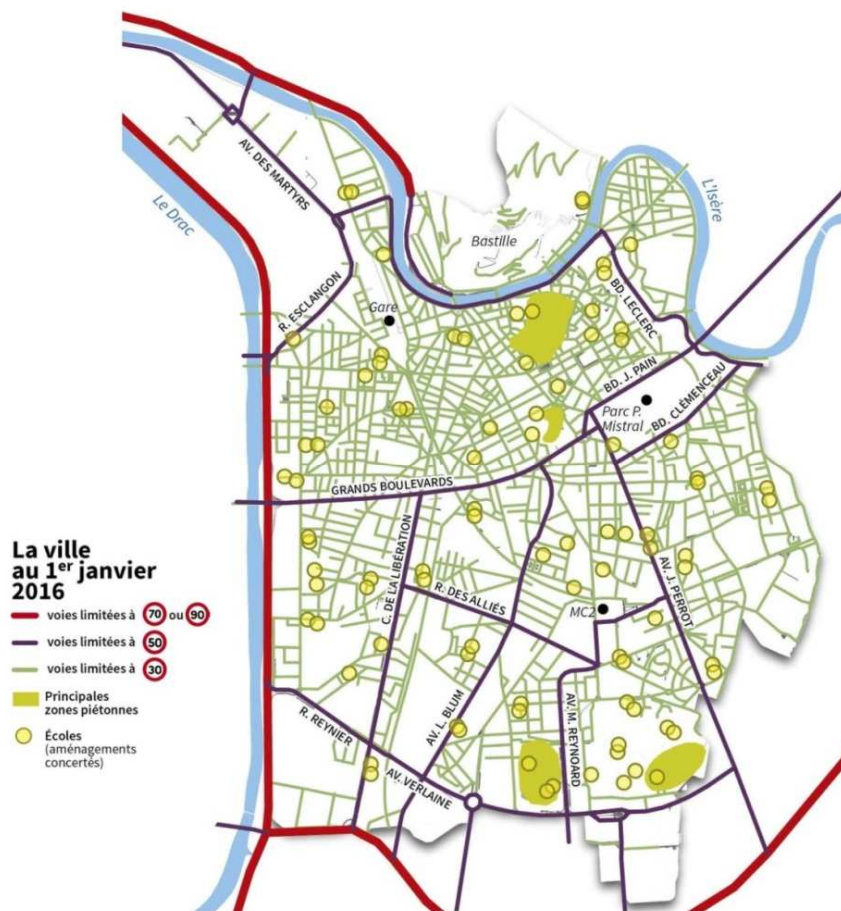 AV. DES MARTYRS
Le Drac
L'Isère
Bastille
R. ESCLANGON
Gare
BD. LECLERC
BD. J. PAIN
Parc P.
Mistral
BD. CLÉMENCEAU
GRANDS BOULEVARDS
C. DE LA LIBÉRATION
R. DES ALLIÉS
MC2
AV. J. PERROT
R. REYNIER
AV. L. BLUM
AV. M. REYNOARD
AV. VERLAINE
La ville
au 1er janvier
2016
voies limitées à 70 ou 90
voies limitées à 50
voies limitées à 30
Principales
zones piétonnes
Écoles
(aménagements
concertés)